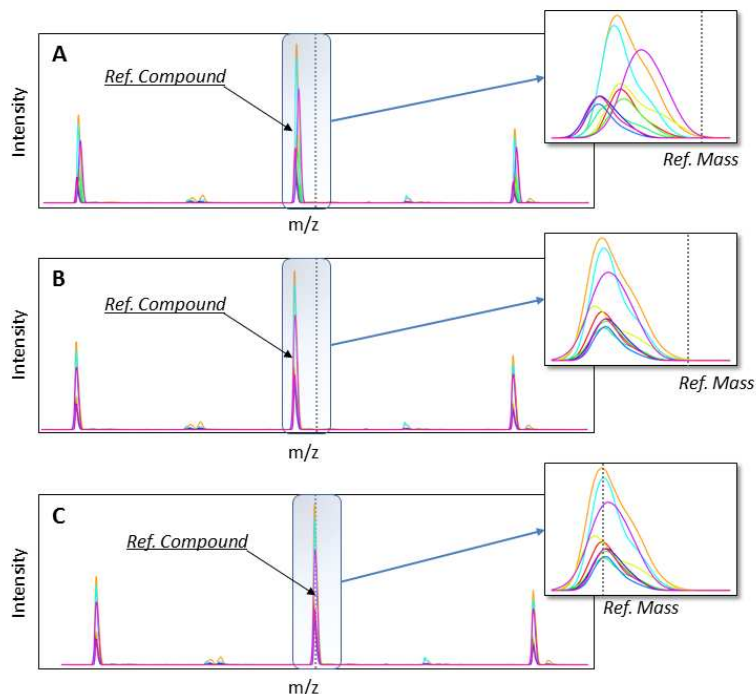 A
Ref. Compound
Intensity
m/z
Ref. Mass
B
Ref. Compound
Intensity
m/z
Ref. Mass
C
Ref. Compound
Intensity
m/z
Ref. Mass